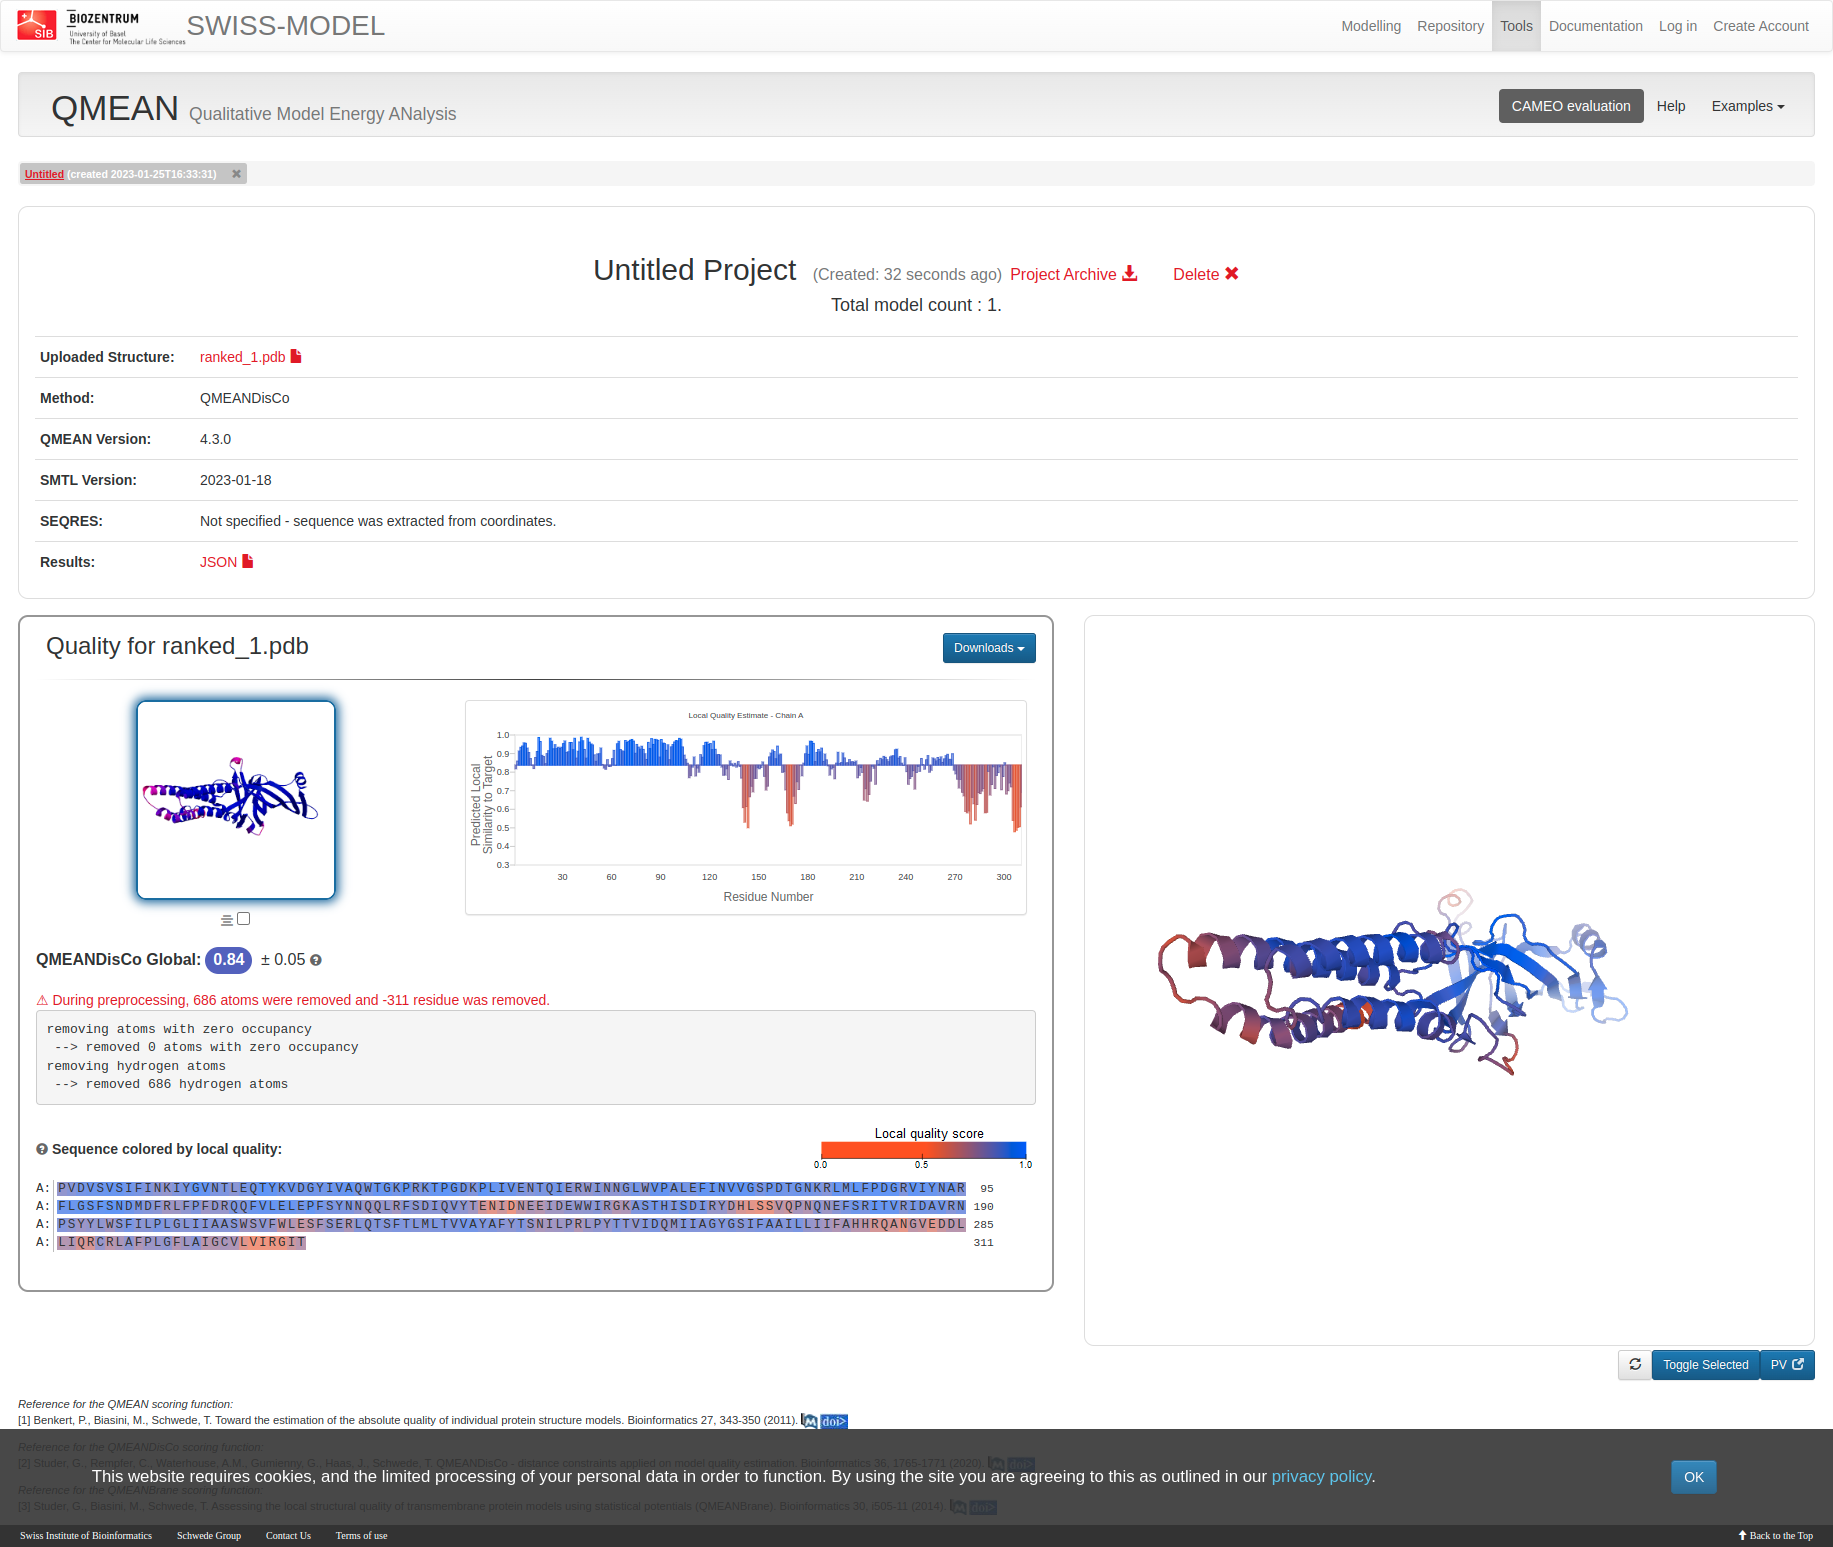 SIB
BIOZENTRUM
University of Basel
The Center for Molecular Life Sciences
SWISS-MODEL
Modelling Repository Tools Documentation Log in Create Account
QMEAN Qualitative Model Energy ANalysis
CAMEO evaluation Help Examples
Untitled (created 2023-01-25T16:33:31)
Untitled Project (Created: 32 seconds ago) Project Archive Delete
Total model count : 1.
Uploaded Structure: ranked_1.pdb
Method: QMEANDisCo
QMEAN Version: 4.3.0
SMTL Version: 2023-01-18
SEQRES: Not specified - sequence was extracted from coordinates.
Results: JSON
Quality for ranked_1.pdb
Downloads
Local Quality Estimate - Chain A
Predicted Local
Similarity to Target
1.0
0.9
0.8
0.7
0.6
0.5
0.4
0.3
30 60 90 120 150 180 210 240 270 300
Residue Number
QMEANDisCo Global: 0.84 ± 0.05
During preprocessing, 686 atoms were removed and -311 residue was removed.
removing atoms with zero occupancy
--> removed 0 atoms with zero occupancy
removing hydrogen atoms
--> removed 686 hydrogen atoms
Sequence colored by local quality:
Local quality score
0.0 0.5 1.0
A: PVDVSVSIFINKIYGVNTLEQTYKVDGYIVAQWTGKPRKTPGDKPLIVENTQIERWINNGLWVPALEFINVVGSPDTGNKRLMLFPDGRVIYNAR 95
A: FLGSFSNDMDFRLFPFDRQQFVLELEPFSYNNQQLRFSDIQVYTENIDNEEIDEWWIRGKASTHISDIRYDHLSSVQPNQNEFSRITVRIDAVRN 190
A: PSYYLWSFILPLGLIIAASWSVFWLESFSERLQTSFTLMLTVVAYAFYTSNILPRLPYTTVIDQMIIAGYGSIFAAILLIIFAHHRQANGVEDDL 285
A: LIQRCRLAFPLGFLAIGCVLVIRGIT 311
Toggle Selected PV
Reference for the QMEAN scoring function:
[1] Benkert, P., Biasini, M., Schwede, T. Toward the estimation of the absolute quality of individual protein structure models. Bioinformatics 27, 343-350 (2011). doi>
Reference for the QMEANDisCo scoring function:
[2] Studer, G., Rempfer, C., Waterhouse, A.M., Gumienny, G., Haas, J., Schwede, T. QMEANDisCo - distance constraints applied on model quality estimation. Bioinformatics 36, 1765-1771 (2020). doi>
This website requires cookies, and the limited processing of your personal data in order to function. By using the site you are agreeing to this as outlined in our privacy policy.
OK
Reference for the QMEANBrane scoring function:
[3] Studer, G., Biasini, M., Schwede, T. Assessing the local structural quality of transmembrane protein models using statistical potentials (QMEANBrane). Bioinformatics 30, i505-11 (2014). doi>
Swiss Institute of Bioinformatics Schwede Group Contact Us Terms of use Back to the Top